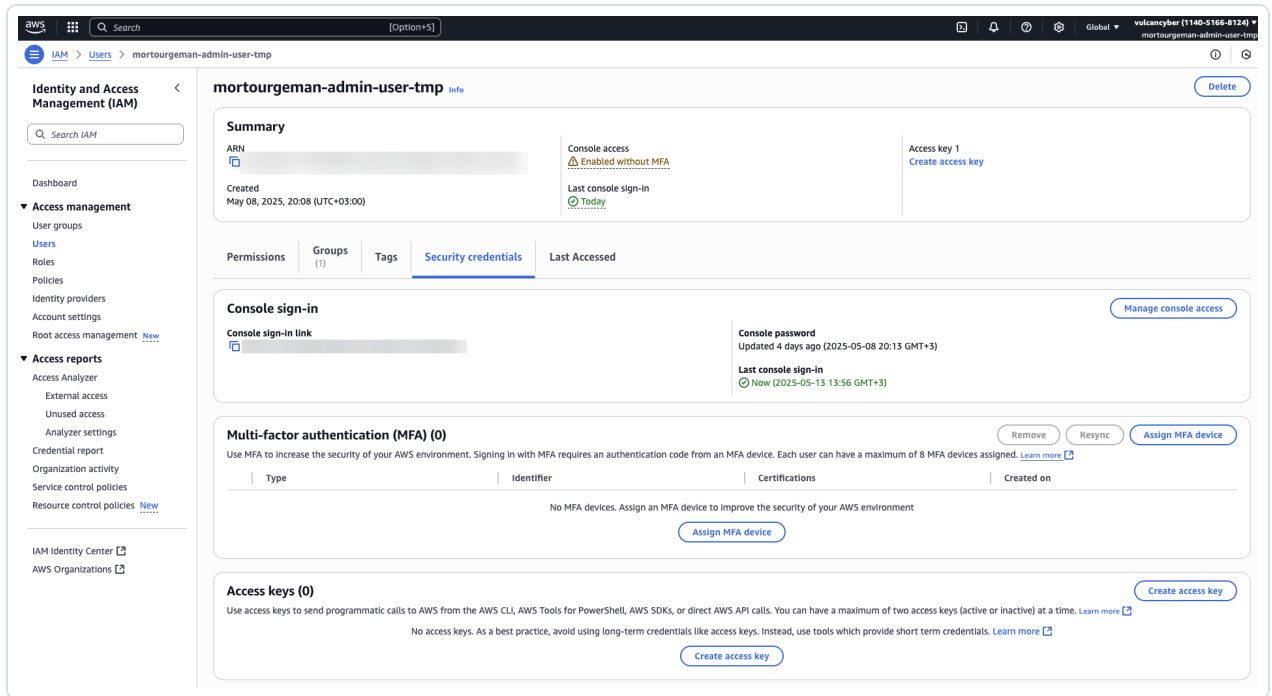 aws
Search [Option+S]
Global
vulcancyber (1140-5166-8124)
mortourgeman-admin-user-tmp
IAM > Users > mortourgeman-admin-user-tmp
Identity and Access Management (IAM)
Search IAM
Dashboard
Access management
User groups
Users
Roles
Policies
Identity providers
Account settings
Root access management New
Access reports
Access Analyzer
External access
Unused access
Analyzer settings
Credential report
Organization activity
Service control policies
Resource control policies New
IAM Identity Center
AWS Organizations
mortourgeman-admin-user-tmp Info
Delete
Summary
ARN
Created
May 08, 2025, 20:08 (UTC+03:00)
Console access
Enabled without MFA
Last console sign-in
Today
Access key 1
Create access key
Permissions
Groups
(1)
Tags
Security credentials
Last Accessed
Console sign-in
Manage console access
Console sign-in link
Console password
Updated 4 days ago (2025-05-08 20:13 GMT+3)
Last console sign-in
Now (2025-05-13 13:56 GMT+3)
Multi-factor authentication (MFA) (0)
Remove
Resync
Assign MFA device
Use MFA to increase the security of your AWS environment. Signing in with MFA requires an authentication code from an MFA device. Each user can have a maximum of 8 MFA devices assigned. Learn more
Type Identifier Certifications Created on
No MFA devices. Assign an MFA device to improve the security of your AWS environment
Assign MFA device
Access keys (0)
Create access key
Use access keys to send programmatic calls to AWS from the AWS CLI, AWS Tools for PowerShell, AWS SDKs, or direct AWS API calls. You can have a maximum of two access keys (active or inactive) at a time. Learn more
No access keys. As a best practice, avoid using long-term credentials like access keys. Instead, use tools which provide short term credentials. Learn more
Create access key